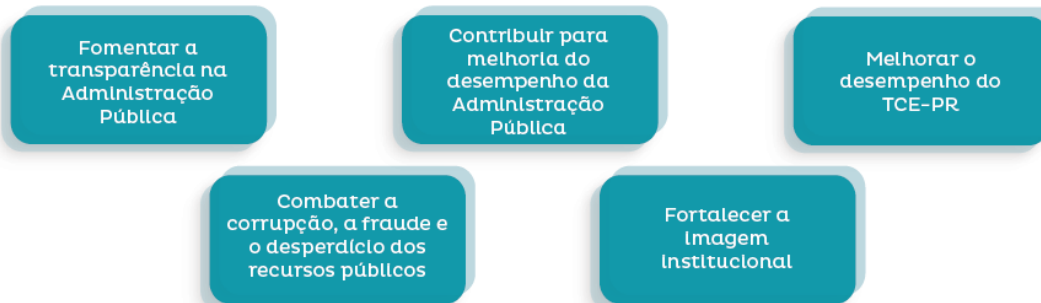 Fomentar a
transparência na
Administração
Pública
Contribuir para
melhoria do
desempenho da
Administração
Pública
Melhorar o
desempenho do
TCE-PR
Combater a
corrupção, a fraude e
o desperdício dos
recursos públicos
Fortalecer a
imagem
institucional